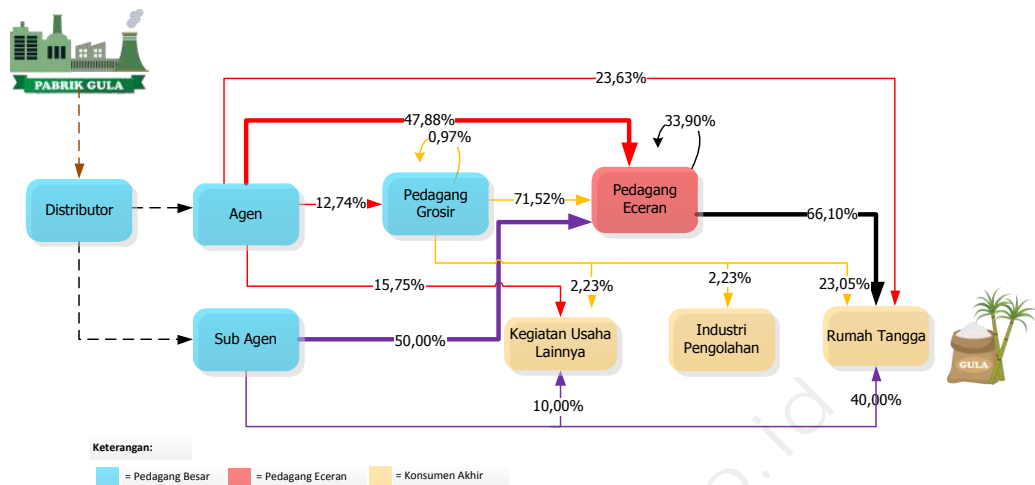 PABRIK GULA
23,63%
47,88%
0,97%
33,90%
Distributor
Agen
12,74%
Pedagang
Grosir
71,52%
Pedagang
Eceran
66,10%
15,75%
2,23%
2,23%
23,05%
Sub Agen
50,00%
Kegiatan Usaha
Lainnya
Industri
Pengolahan
Rumah Tangga
GULA
10,00%
40,00%
Keterangan:
= Pedagang Besar
= Pedagang Eceran
= Konsumen Akhir
p.id